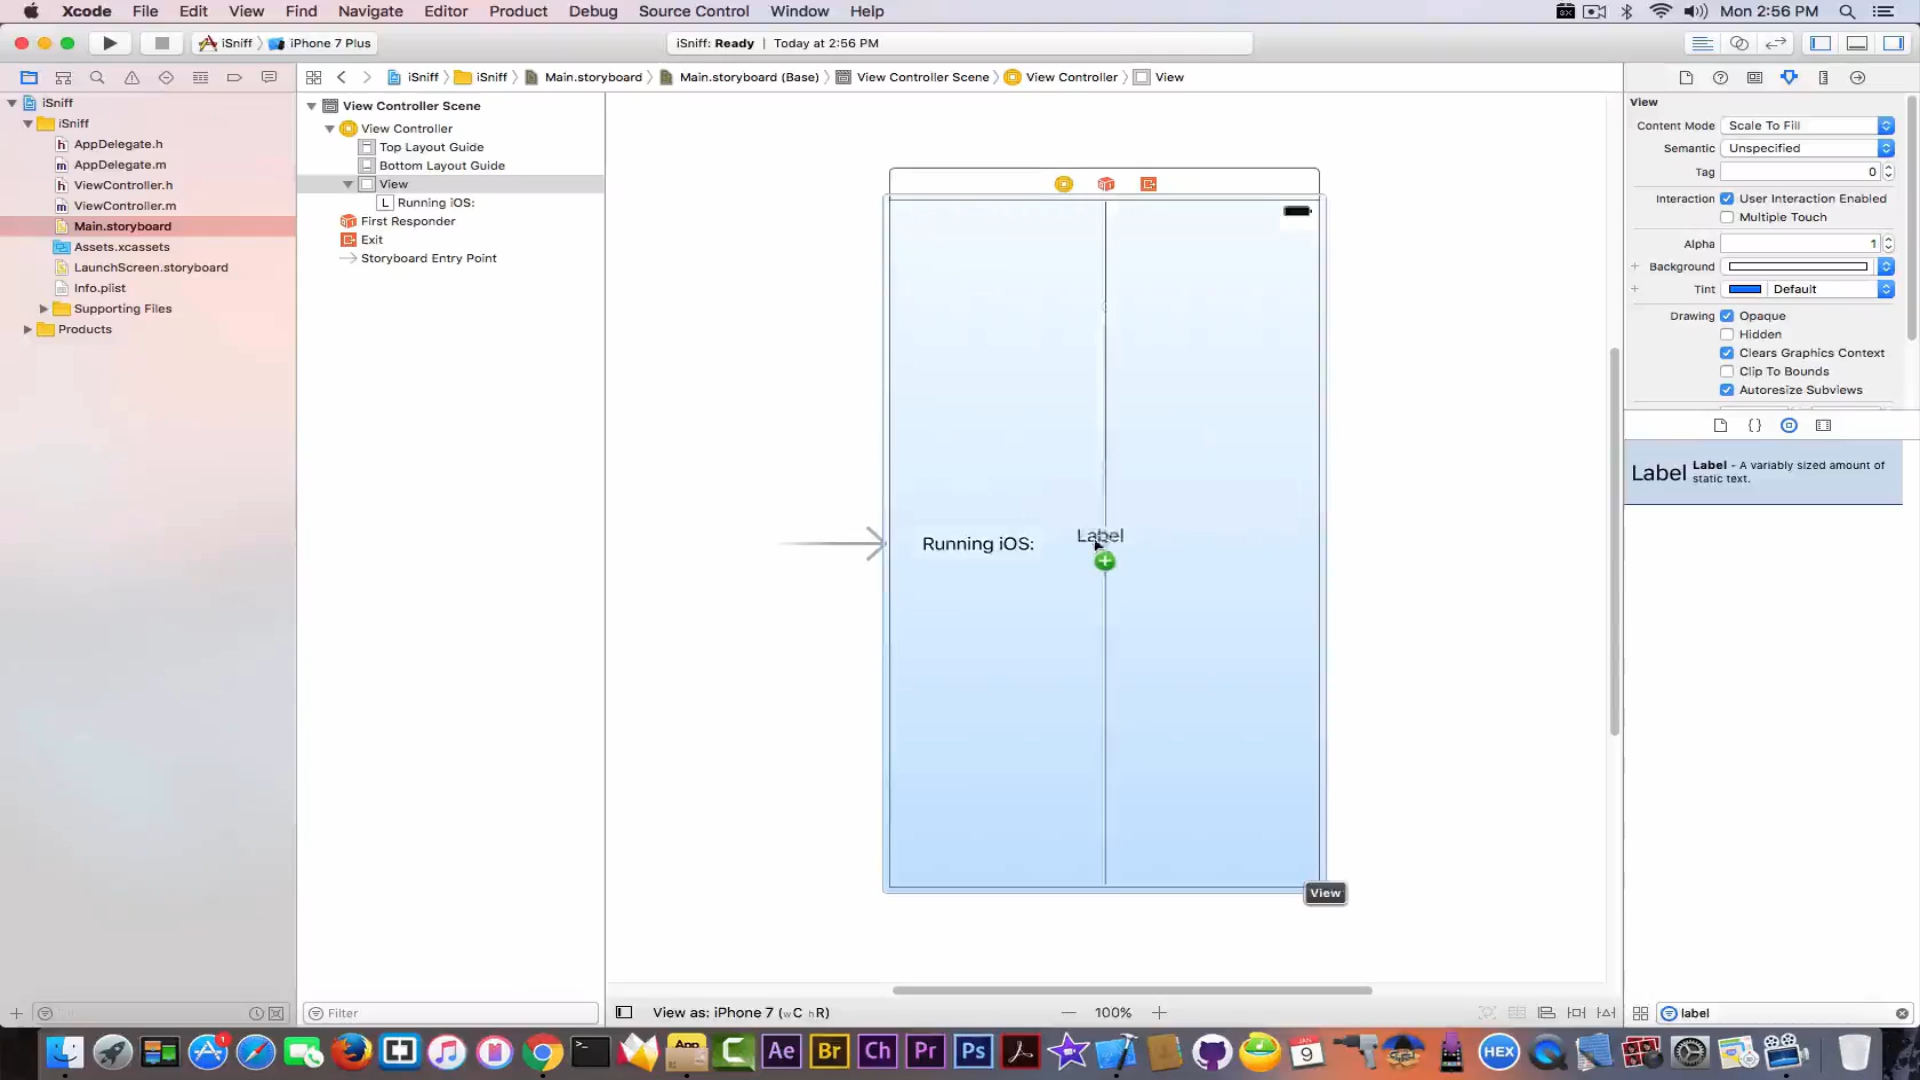 Xcode File Edit View Find Navigate Editor Product Debug Source Control Window Help Mon 2:56 PM
iSniff iPhone 7 Plus iSniff: Ready | Today at 2:56 PM
iSniff iSniff Main.storyboard Main.storyboard (Base) View Controller Scene View Controller View
iSniff
iSniff
AppDelegate.h
AppDelegate.m
ViewController.h
ViewController.m
Main.storyboard
Assets.xcassets
LaunchScreen.storyboard
Info.plist
Supporting Files
Products
View Controller Scene
View Controller
Top Layout Guide
Bottom Layout Guide
View
L Running iOS:
First Responder
Exit
Storyboard Entry Point
Filter
Running iOS:
Label
View
View as: iPhone 7 (wC hR)
100%
View
Content Mode Scale To Fill
Semantic Unspecified
Tag 0
Interaction User Interaction Enabled
Multiple Touch
Alpha 1
Background
Tint Default
Drawing Opaque
Hidden
Clears Graphics Context
Clip To Bounds
Autoresize Subviews
Label Label - A variably sized amount of
static text.
label
App Ae Br Ch Pr Ps 9 HEX